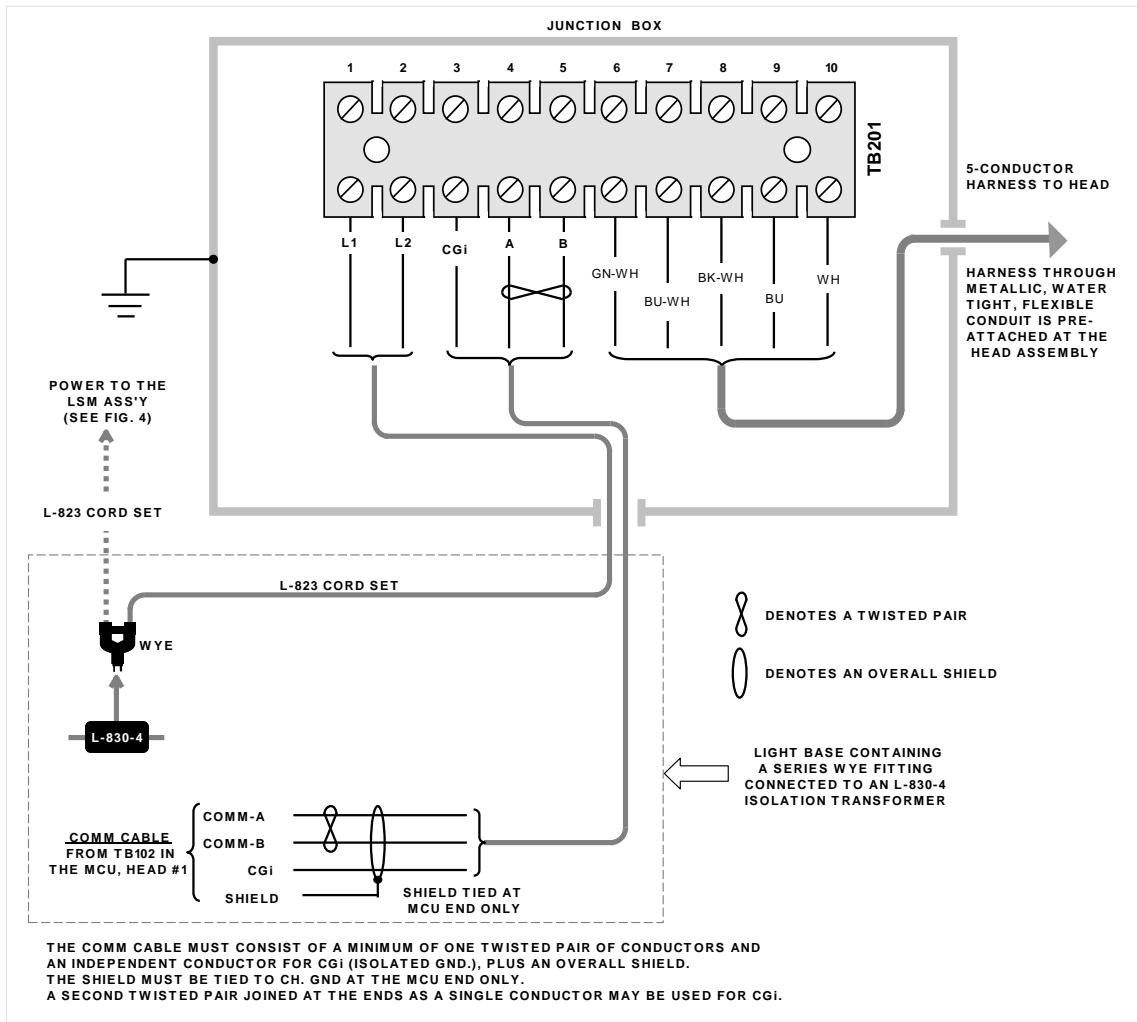 JUNCTION BOX
1 2 3 4 5 6 7 8 9 10
TB201
L1
L2
CGi
A
B
GN-WH
BU-WH
BK-WH
BU
WH
5-CONDUCTOR
HARNESS TO HEAD
HARNESS THROUGH
METALLIC, WATER
TIGHT, FLEXIBLE
CONDUIT IS PRE-
ATTACHED AT THE
HEAD ASSEMBLY
POWER TO THE
LSM ASS'Y
(SEE FIG. 4)
L-823 CORD SET
L-823 CORD SET
WYE
L-830-4
DENOTES A TWISTED PAIR
DENOTES AN OVERALL SHIELD
LIGHT BASE CONTAINING
A SERIES WYE FITTING
CONNECTED TO AN L-830-4
ISOLATION TRANSFORMER
COMM CABLE
FROM TB102 IN
THE MCU, HEAD #1
COMM-A
COMM-B
CGi
SHIELD
SHIELD TIED AT
MCU END ONLY
THE COMM CABLE MUST CONSIST OF A MINIMUM OF ONE TWISTED PAIR OF CONDUCTORS AND
AN INDEPENDENT CONDUCTOR FOR CGi (ISOLATED GND.), PLUS AN OVERALL SHIELD.
THE SHIELD MUST BE TIED TO CH. GND AT THE MCU END ONLY.
A SECOND TWISTED PAIR JOINED AT THE ENDS AS A SINGLE CONDUCTOR MAY BE USED FOR CGi.